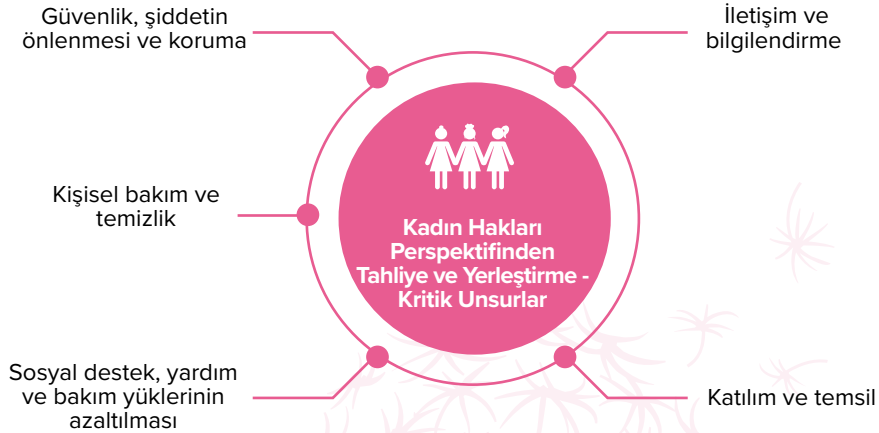 Güvenlik, şiddetin
önlenmesi ve koruma
İletişim ve
bilgilendirme
Kişisel bakım ve
temizlik
Kadın Hakları
Perspektifinden
Tahliye ve Yerleştirme -
Kritik Unsurlar
Sosyal destek, yardım
ve bakım yüklerinin
azaltılması
Katılım ve temsil